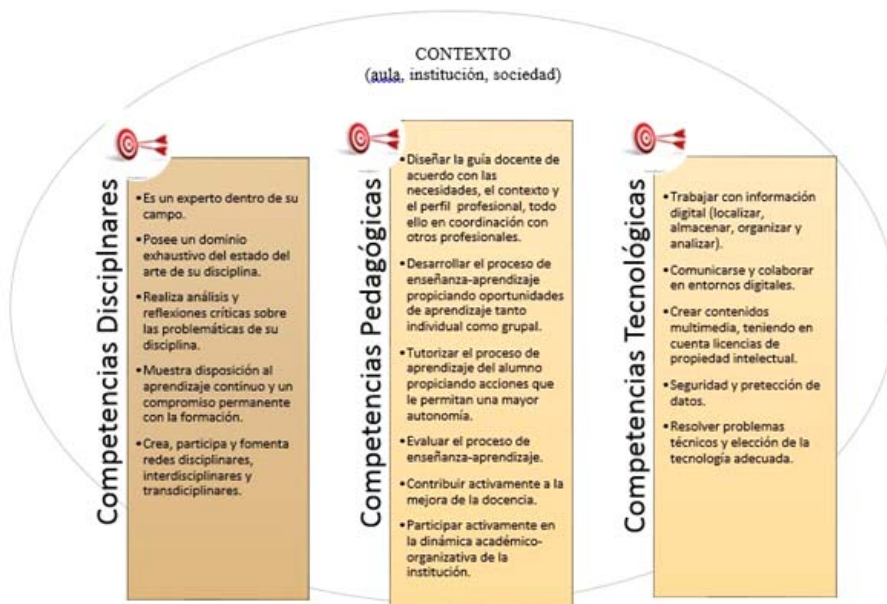 CONTEXTO
(aula, institución, sociedad)
Competencias Disciplnares
•Es un experto dentro de su
campo.
•Posee un dominio
exhaustivo del estado del
arte de su disciplina.
•Realiza análisis y
reflexiones críticas sobre
las problemáticas de su
disciplina.
•Muestra disposición al
aprendizaje continuo y un
compromiso permanente
con la formación.
•Crea, participa y fomenta
redes disciplinares,
interdisciplinares y
transdiciplinares.
Competencias Pedagógicas
•Diseñar la guía docente de
acuerdo con las
necesidades, el contexto y
el perfil profesional, todo
ello en coordinación con
otros profesionales.
•Desarrollar el proceso de
enseñanza-aprendizaje
propiciando oportunidades
de aprendizaje tanto
individual como grupal.
•Tutorizar el proceso de
aprendizaje del alumno
propiciando acciones que
le permitan una mayor
autonomía.
•Evaluar el proceso de
enseñanza-aprendizaje.
•Contribuir activamente a la
mejora de la docencia.
•Participar activamente en
la dinámica académico-
organizativa de la
institución.
Competencias Tecnológicas
•Trabajar con información
digital (localizar,
almacenar, organizar y
analizar).
•Comunicarse y colaborar
en entornos digitales.
•Crear contenidos
multimedia, teniendo en
cuenta licencias de
propiedad intelectual.
•Seguridad y pretección de
datos.
•Resolver problemas
técnicos y elección de la
tecnología adecuada.